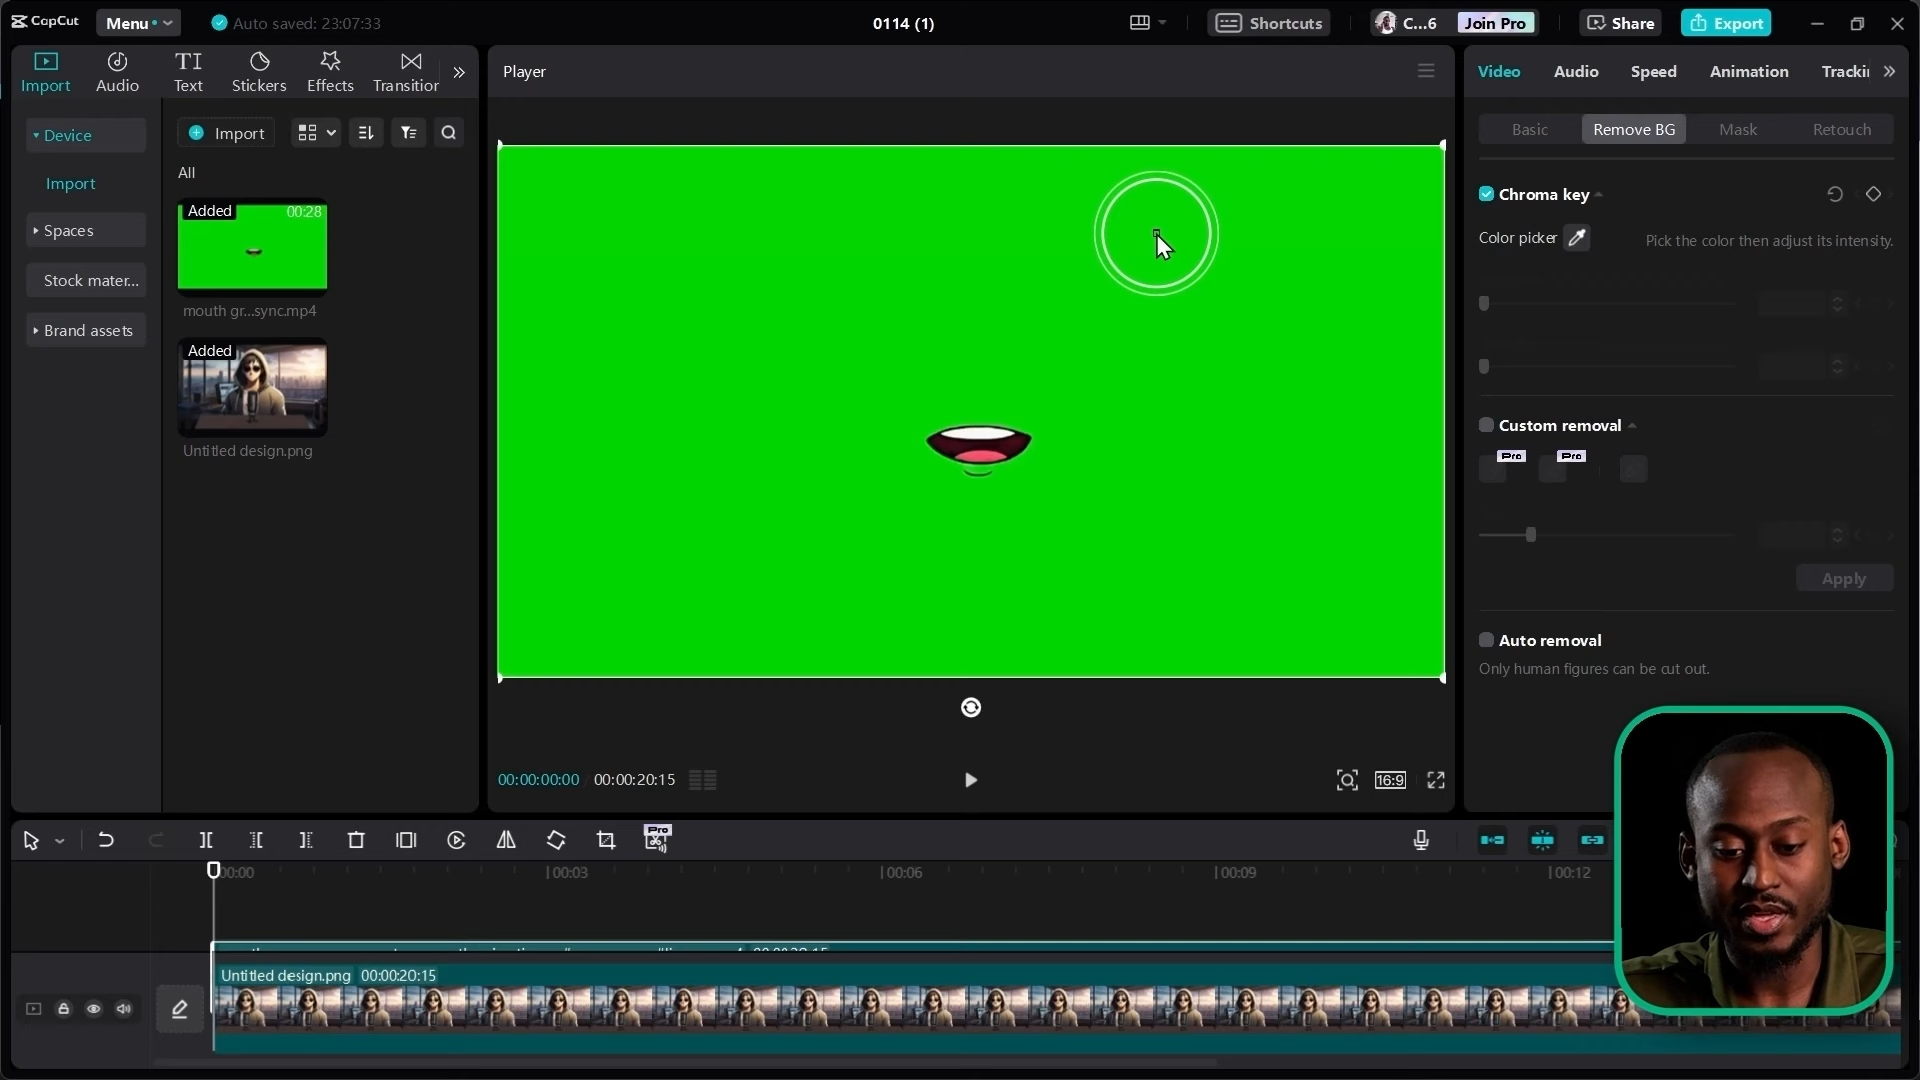 CapCut
Menu
Auto saved: 23:07:33
0114 (1)
Shortcuts
C...6
Join Pro
Share
Export
Import
Audio
Text
Stickers
Effects
Transition
Device
Import
Spaces
Stock mater...
Brand assets
Import
All
Added
00:28
mouth gr...sync.mp4
Added
Untitled design.png
Player
00:00:00:00
00:00:20:15
16:9
Video
Audio
Speed
Animation
Basic
Remove BG
Mask
Retouch
Chroma key
Color picker
Pick the color then adjust its intensity.
Custom removal
Pro
Pro
Apply
Auto removal
Only human figures can be cut out.
Pro
00:00
00:03
00:06
00:09
00:12
Untitled design.png 00:00:20:15